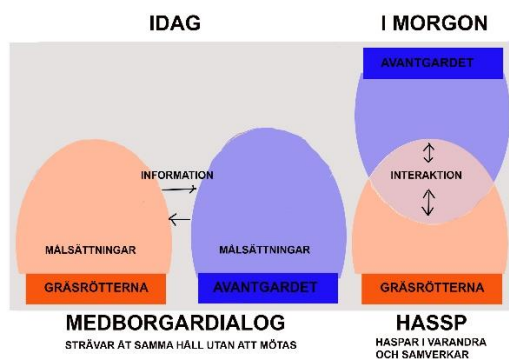 IDAG
I MORGON
AVANTGARDET
INFORMATION
INTERAKTION
MÅLSÄTTNINGAR
MÅLSÄTTNINGAR
GRÄSRÖTTERNA
AVANTGARDET
GRÄSRÖTTERNA
MEDBORGARDIALOG
STRÄVAR ÅT SAMMA HÅLL UTAN ATT MÖTAS
HASSP
HASPAR I VARANDRA
OCH SAMVERKAR